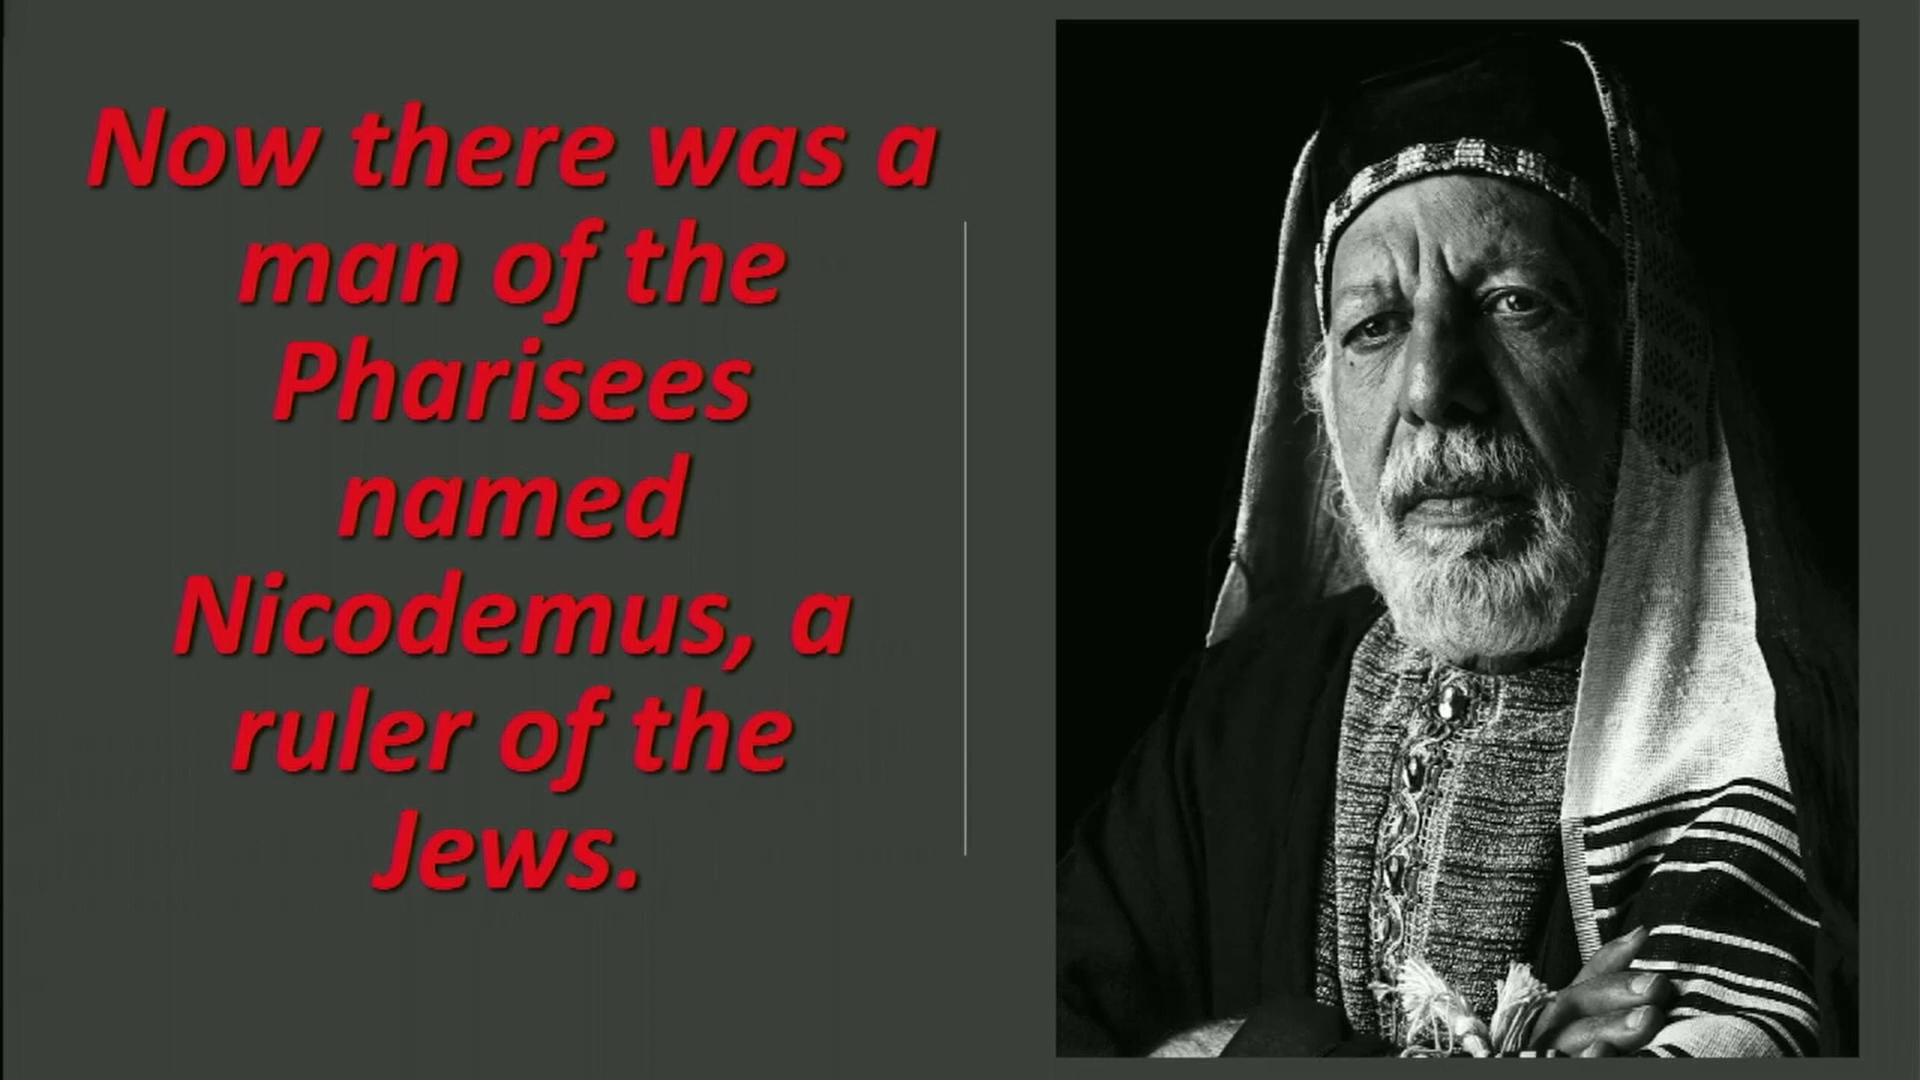 Now there was a
man of the
Pharisees
named
Nicodemus, a
ruler of the
Jews.